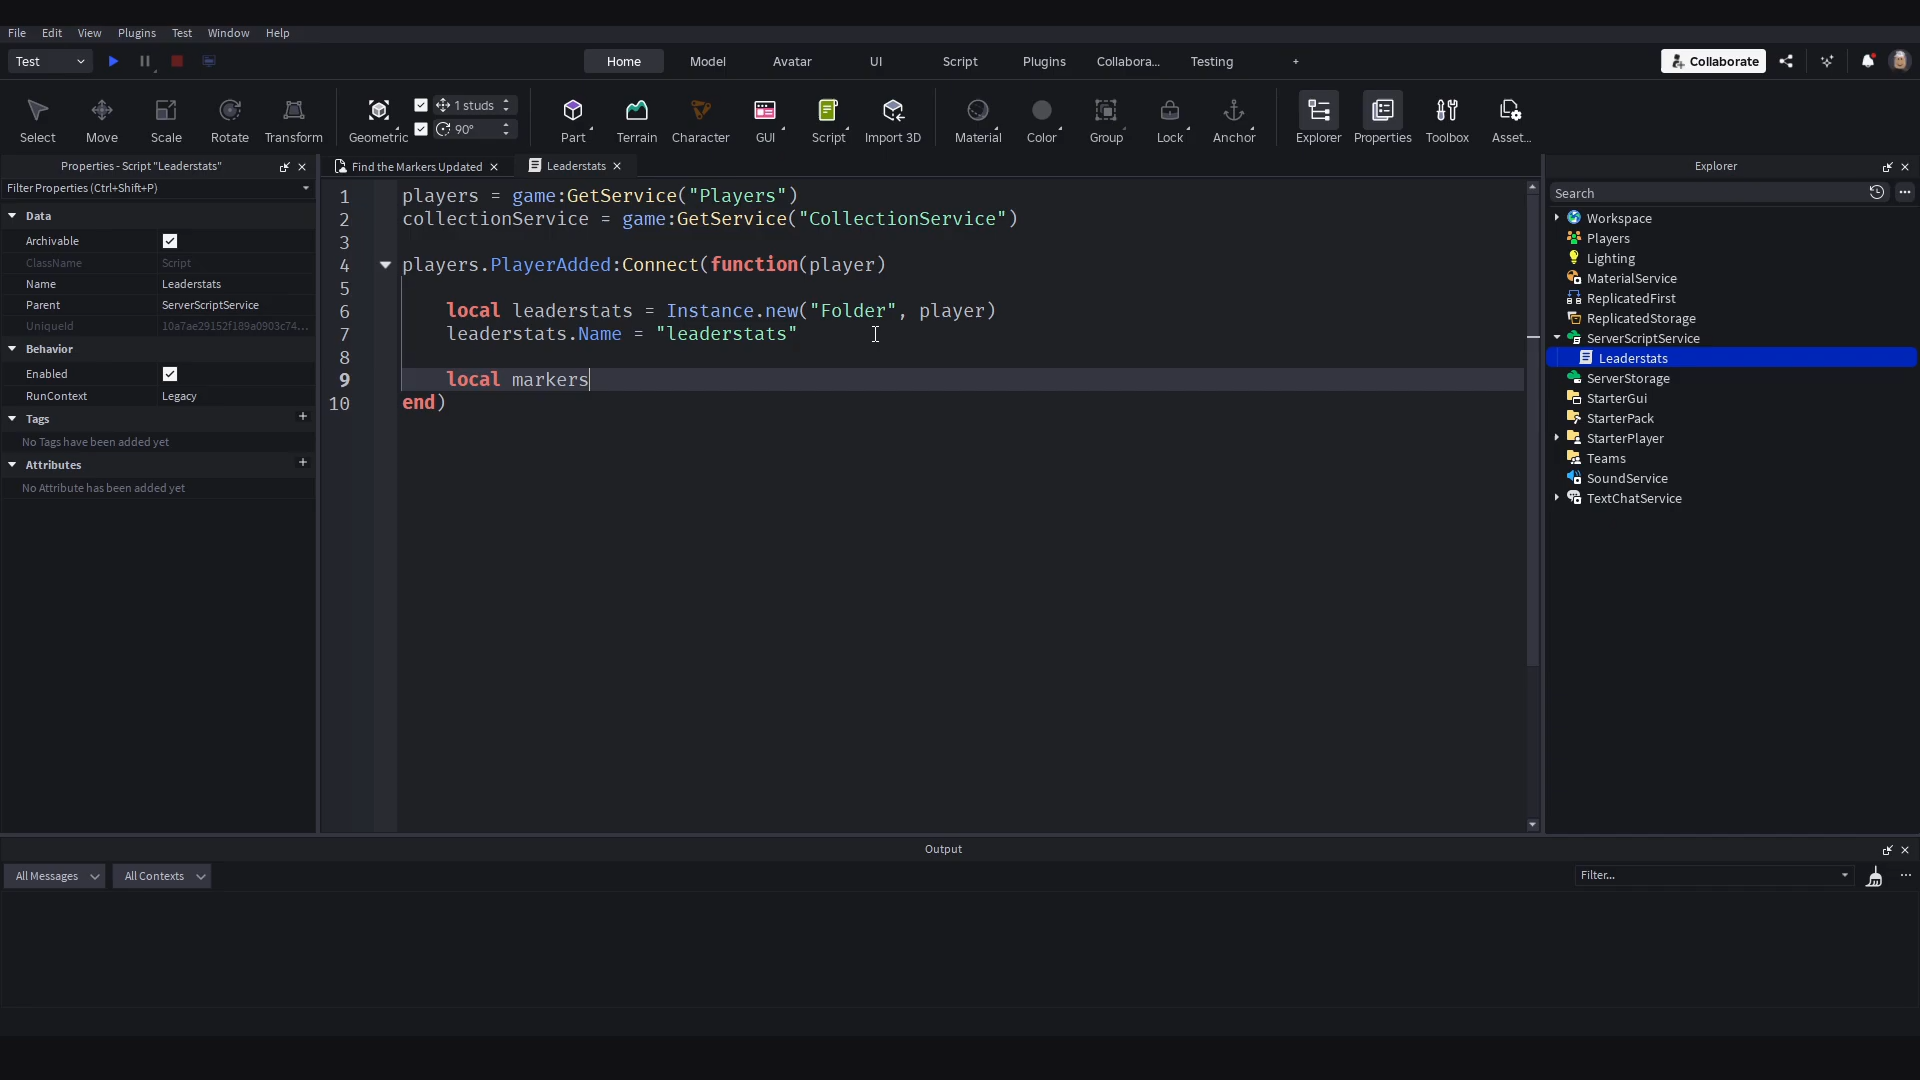 File Edit View Plugins Test Window Help
Test Home Model Avatar UI Script Plugins Collabora... Testing + Collaborate
1 studs
90°
Select Move Scale Rotate Transform Geometric Part Terrain Character GUI Script Import 3D Material Color Group Lock Anchor Explorer Properties Toolbox Asset...
Properties - Script "Leaderstats"
Filter Properties (Ctrl+Shift+P)
Data
Archivable
ClassName Script
Name Leaderstats
Parent ServerScriptService
UniqueId 10a7ae29152f189a0903c74...
Behavior
Enabled
RunContext Legacy
Tags +
No Tags have been added yet
Attributes +
No Attribute has been added yet
Find the Markers Updated Leaderstats
1 players = game:GetService("Players")
2 collectionService = game:GetService("CollectionService")
3
4 players.PlayerAdded:Connect(function(player)
5
6 local leaderstats = Instance.new("Folder", player)
7 leaderstats.Name = "leaderstats"
8
9 local markers
10 end)
Explorer
Search
Workspace
Players
Lighting
MaterialService
ReplicatedFirst
ReplicatedStorage
ServerScriptService
Leaderstats
ServerStorage
StarterGui
StarterPack
StarterPlayer
Teams
SoundService
TextChatService
Output
All Messages All Contexts Filter...